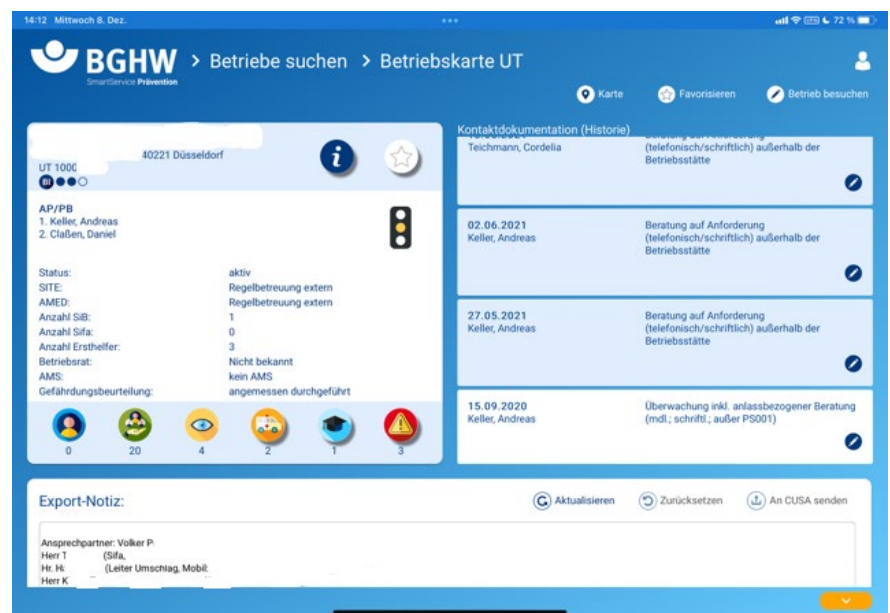 14:12 Mittwoch 8. Dez.
72 %
BGHW > Betriebe suchen > Betriebskarte UT
SmartService Prävention
Karte
Favorisieren
Betrieb besuchen
40221 Düsseldorf
UT 1000
BI
AP/PB
1. Keller, Andreas
2. Claßen, Daniel
Status: aktiv
SITE: Regelbetreuung extern
AMED: Regelbetreuung extern
Anzahl SiB: 1
Anzahl Sifa: 0
Anzahl Ersthelfer: 3
Betriebsrat: Nicht bekannt
AMS: kein AMS
Gefährdungsbeurteilung: angemessen durchgeführt
0 20 4 2 1 3
Kontaktdokumentation (Historie)
Teichmann, Cordelia
(telefonisch/schriftlich) außerhalb der
Betriebsstätte
02.06.2021
Keller, Andreas
Beratung auf Anforderung
(telefonisch/schriftlich) außerhalb der
Betriebsstätte
27.05.2021
Keller, Andreas
Beratung auf Anforderung
(telefonisch/schriftlich) außerhalb der
Betriebsstätte
15.09.2020
Keller, Andreas
Überwachung inkl. anlassbezogener Beratung
(mdl.; schriftl.; außer PS001)
Export-Notiz:
Aktualisieren
Zurücksetzen
An CUSA senden
Ansprechpartner: Volker P
Herr T (Sifa,
Hr. H (Leiter Umschlag, Mobil:
Herr K